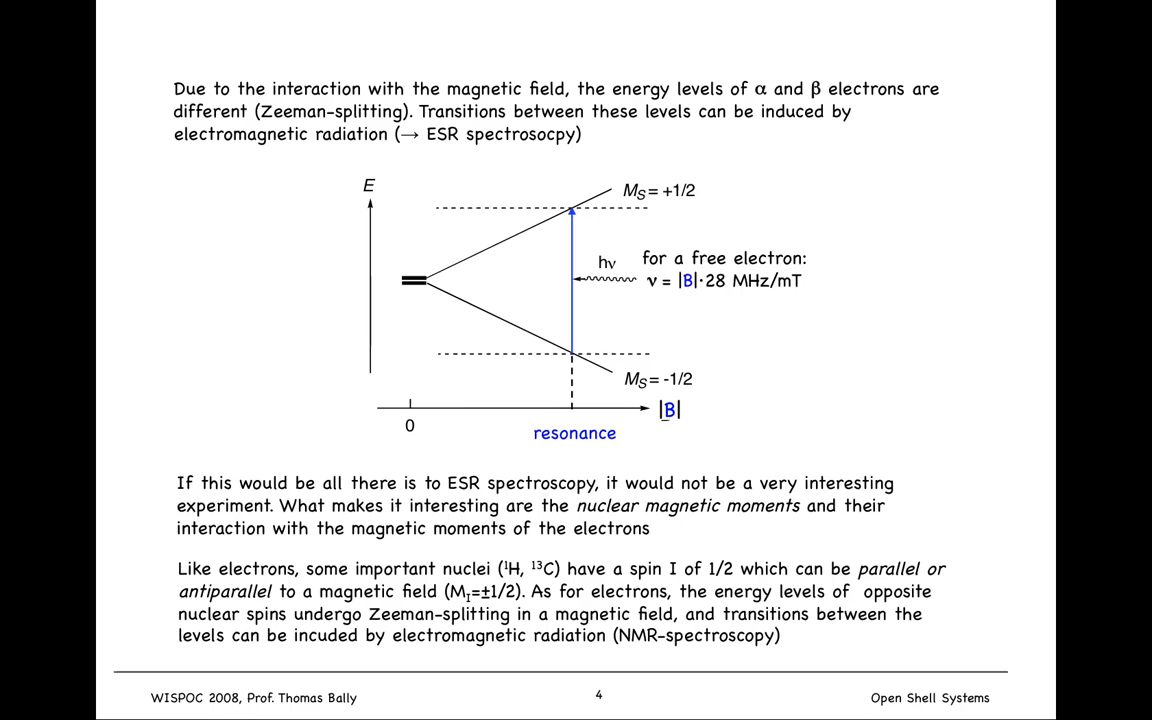 Due to the interaction with the magnetic field, the energy levels of α and β electrons are
different (Zeeman-splitting). Transitions between these levels can be induced by
electromagnetic radiation (→ ESR spectrosocpy)
E
M_S= +1/2
hν
for a free electron:
ν = |B|·28 MHz/mT
M_S= -1/2
|B|
0
resonance
If this would be all there is to ESR spectroscopy, it would not be a very interesting
experiment. What makes it interesting are the nuclear magnetic moments and their
interaction with the magnetic moments of the electrons
Like electrons, some important nuclei (¹H, ¹³C) have a spin I of 1/2 which can be parallel or
antiparallel to a magnetic field (M_I=±1/2). As for electrons, the energy levels of opposite
nuclear spins undergo Zeeman-splitting in a magnetic field, and transitions between the
levels can be incuded by electromagnetic radiation (NMR-spectroscopy)
WISPOC 2008, Prof. Thomas Bally
4
Open Shell Systems